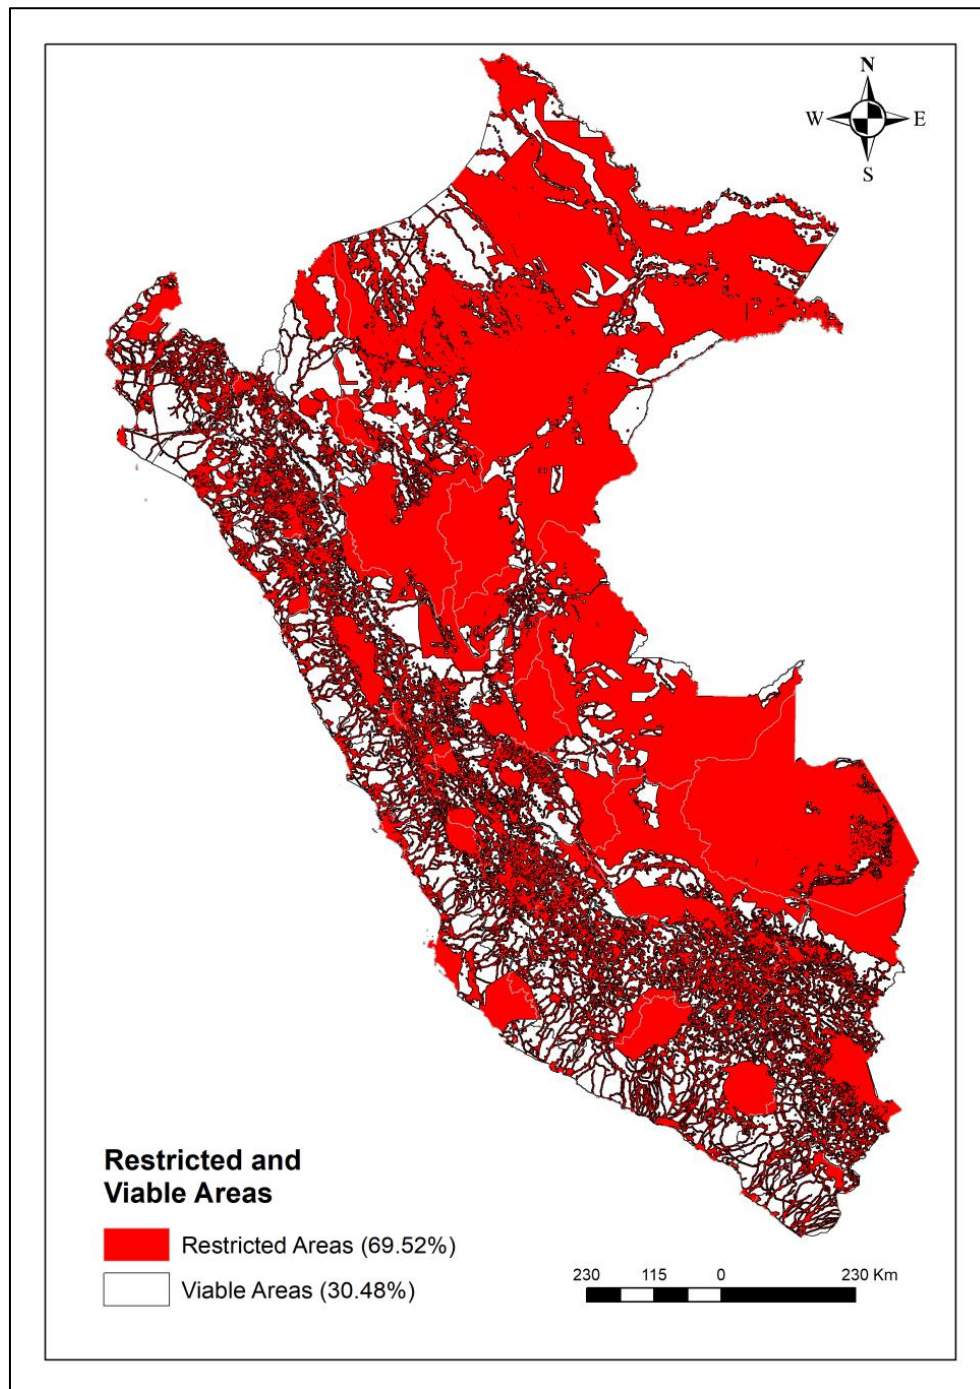 N
W E
S
Restricted and
Viable Areas
Restricted Areas (69.52%)
Viable Areas (30.48%)
230 115 0 230 Km